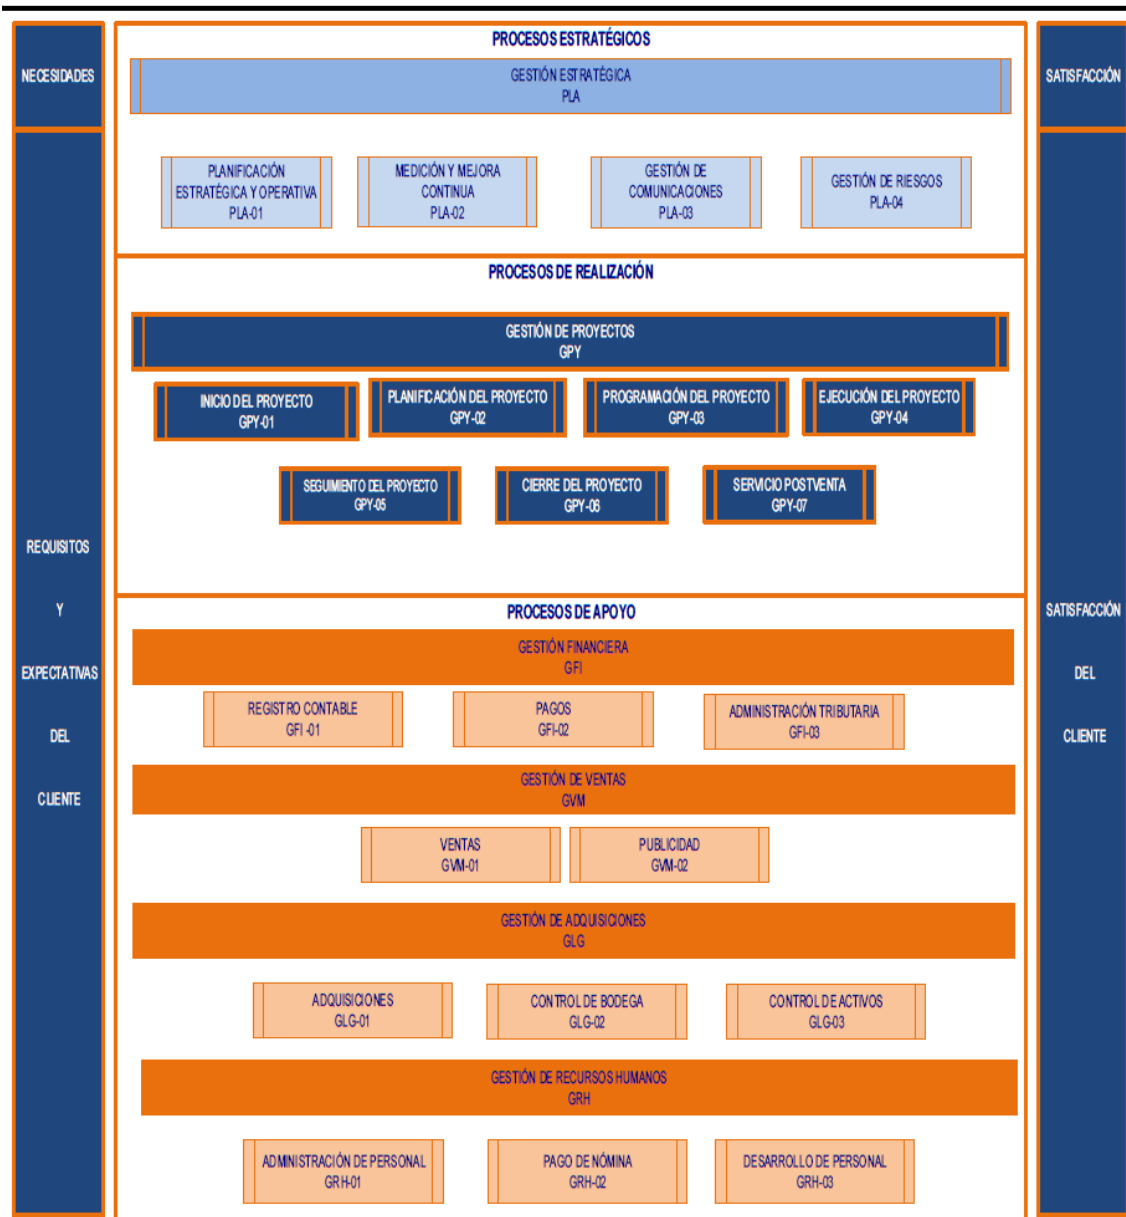 NECESIDADES
REQUISITOS
Y
EXPECTATIVAS
DEL
CLIENTE
PROCESOS ESTRATÉGICOS
GESTIÓN ESTRATÉGICA
PLA
PLANIFICACIÓN
ESTRATÉGICA Y OPERATIVA
PLA-01
MEDICIÓN Y MEJORA
CONTINUA
PLA-02
GESTIÓN DE
COMUNICACIONES
PLA-03
GESTIÓN DE RIESGOS
PLA-04
PROCESOS DE REALIZACIÓN
GESTIÓN DE PROYECTOS
GPY
INICIO DEL PROYECTO
GPY-01
PLANIFICACIÓN DEL PROYECTO
GPY-02
PROGRAMACIÓN DEL PROYECTO
GPY-03
EJECUCIÓN DEL PROYECTO
GPY-04
SEGUIMIENTO DEL PROYECTO
GPY-05
CIERRE DEL PROYECTO
GPY-06
SERVICIO POSTVENTA
GPY-07
PROCESOS DE APOYO
GESTIÓN FINANCIERA
GFI
REGISTRO CONTABLE
GFI -01
PAGOS
GFI-02
ADMINISTRACIÓN TRIBUTARIA
GFI-03
GESTIÓN DE VENTAS
GVM
VENTAS
GVM-01
PUBLICIDAD
GVM-02
GESTIÓN DE ADQUISICIONES
GLG
ADQUISICIONES
GLG-01
CONTROL DE BODEGA
GLG-02
CONTROL DE ACTIVOS
GLG-03
GESTIÓN DE RECURSOS HUMANOS
GRH
ADMINISTRACIÓN DE PERSONAL
GRH-01
PAGO DE NÓMINA
GRH-02
DESARROLLO DE PERSONAL
GRH-03
SATISFACCIÓN
SATISFACCIÓN
DEL
CLIENTE